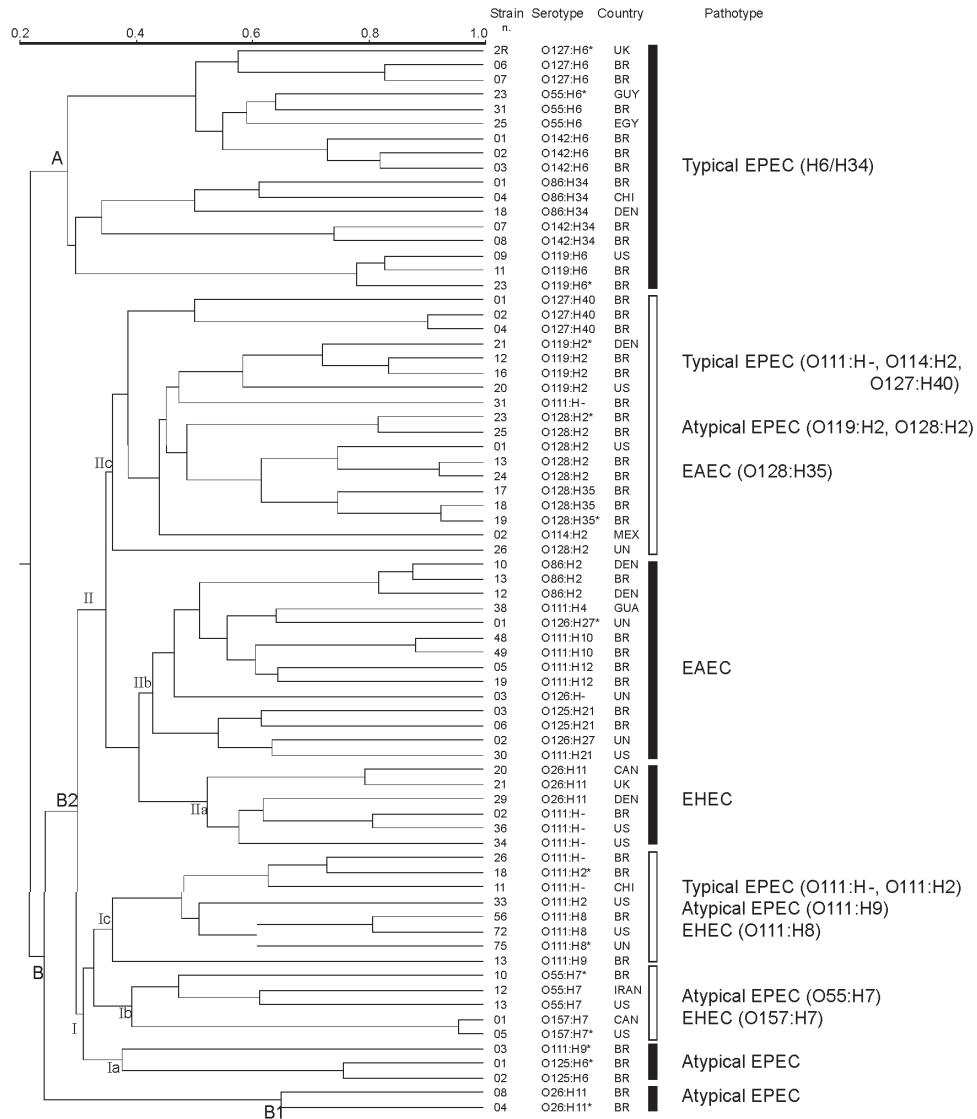 Strain Serotype Country Pathotype
n.
0.2 0.4 0.6 0.8 1.0
2R O127:H6* UK
06 O127:H6 BR
07 O127:H6 BR
23 O55:H6* GUY
31 O55:H6 BR
25 O55:H6 EGY
01 O142:H6 BR
02 O142:H6 BR
A
Typical EPEC (H6/H34)
03 O142:H6 BR
01 O86:H34 BR
04 O86:H34 CHI
18 O86:H34 DEN
07 O142:H34 BR
08 O142:H34 BR
09 O119:H6 US
11 O119:H6 BR
23 O119:H6* BR
01 O127:H40 BR
02 O127:H40 BR
04 O127:H40 BR
21 O119:H2* DEN
12 O119:H2 BR
Typical EPEC (O111:H-, O114:H2,
16 O119:H2 BR
O127:H40)
20 O119:H2 US
31 O111:H- BR
23 O128:H2* BR
25 O128:H2 BR
Atypical EPEC (O119:H2, O128:H2)
01 O128:H2 US
13 O128:H2 BR
IIc
24 O128:H2 BR
EAEC (O128:H35)
17 O128:H35 BR
18 O128:H35 BR
19 O128:H35* BR
02 O114:H2 MEX
26 O128:H2 UN
10 O86:H2 DEN
13 O86:H2 BR
12 O86:H2 DEN
II
38 O111:H4 GUA
01 O126:H27* UN
48 O111:H10 BR
49 O111:H10 BR
05 O111:H12 BR
EAEC
19 O111:H12 BR
IIb
03 O126:H- UN
03 O125:H21 BR
06 O125:H21 BR
02 O126:H27 UN
30 O111:H21 US
20 O26:H11 CAN
21 O26:H11 UK
29 O26:H11 DEN
B2
EHEC
IIa
02 O111:H- BR
36 O111:H- US
34 O111:H- US
26 O111:H- BR
18 O111:H2* BR
11 O111:H- CHI
Typical EPEC (O111:H-, O111:H2)
33 O111:H2 US
Atypical EPEC (O111:H9)
Ic
56 O111:H8 BR
72 O111:H8 US
EHEC (O111:H8)
75 O111:H8* UN
13 O111:H9 BR
B
10 O55:H7* BR
12 O55:H7 IRAN
Atypical EPEC (O55:H7)
13 O55:H7 US
Ib
EHEC (O157:H7)
01 O157:H7 CAN
I
05 O157:H7* US
03 O111:H9* BR
01 O125:H6* BR
Atypical EPEC
Ia
02 O125:H6 BR
08 O26:H11 BR
Atypical EPEC
04 O26:H11* BR
B1